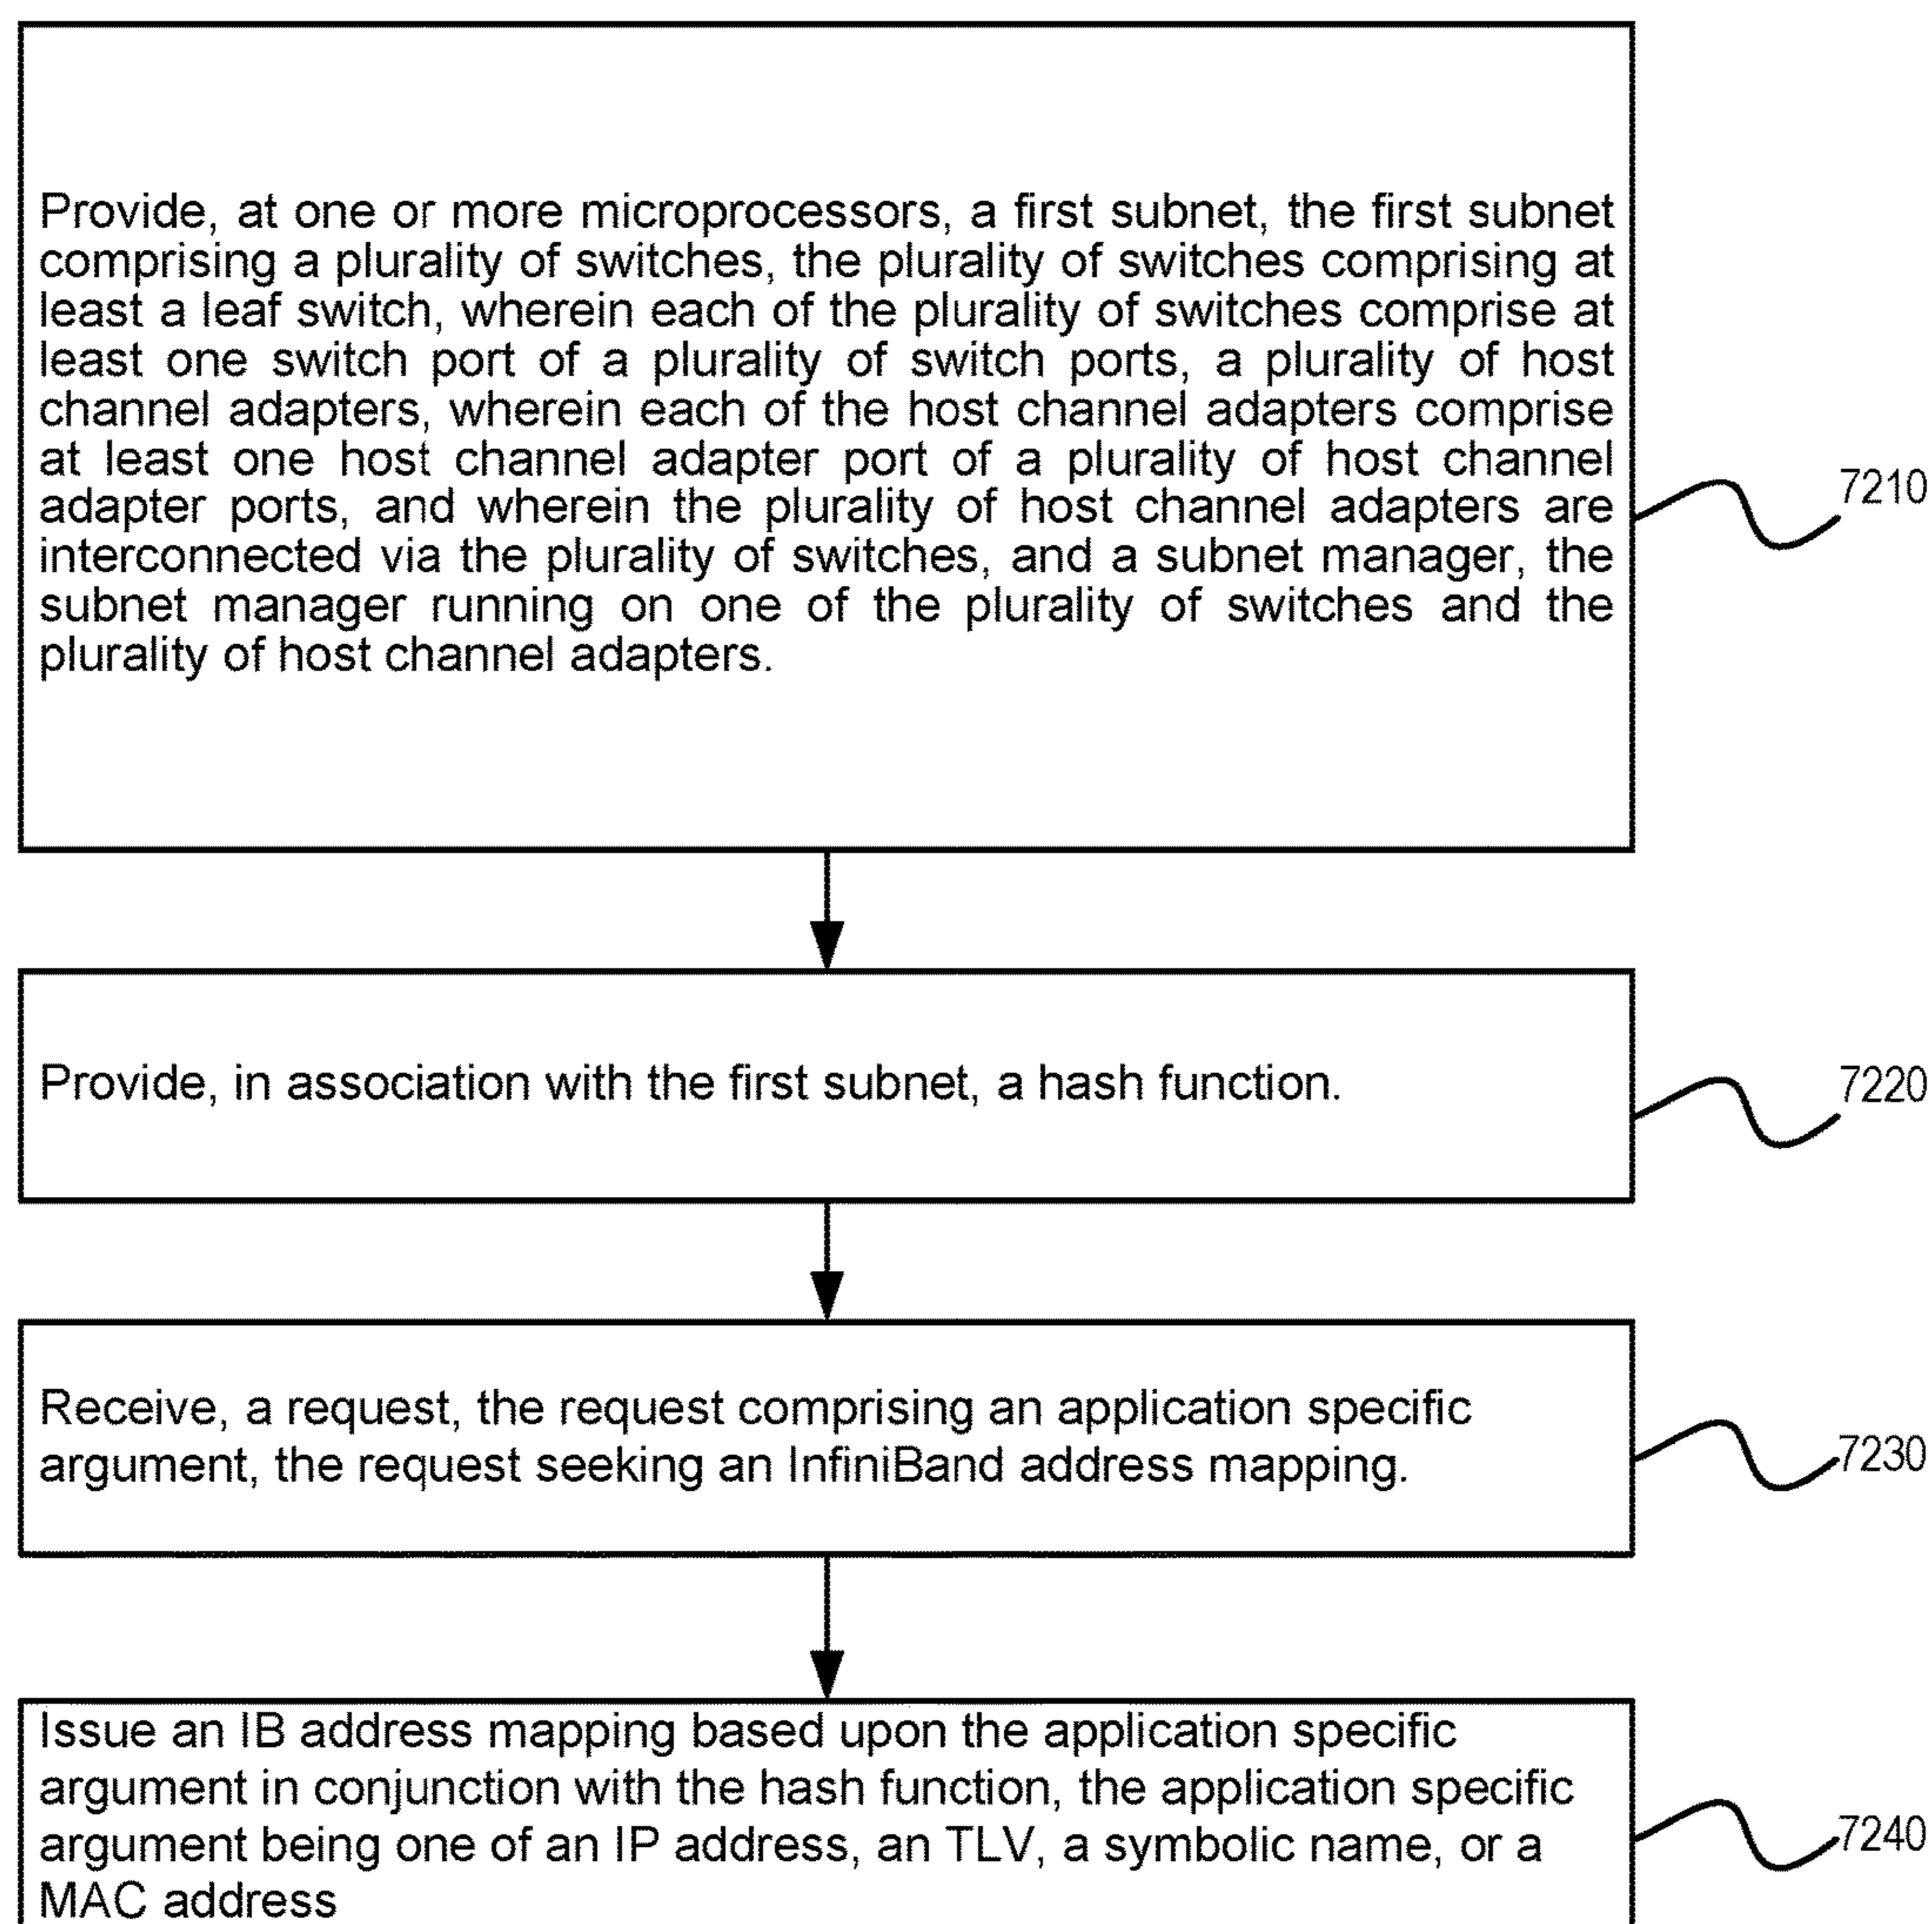 Provide, at one or more microprocessors, a first subnet, the first subnet
comprising a plurality of switches, the plurality of switches comprising at
least a leaf switch, wherein each of the plurality of switches comprise at
least one switch port of a plurality of switch ports, a plurality of host
channel adapters, wherein each of the host channel adapters comprise
at least one host channel adapter port of a plurality of host channel
adapter ports, and wherein the plurality of host channel adapters are
interconnected via the plurality of switches, and a subnet manager, the
subnet manager running on one of the plurality of switches and the
plurality of host channel adapters.
7210
Provide, in association with the first subnet, a hash function.
7220
Receive, a request, the request comprising an application specific
argument, the request seeking an InfiniBand address mapping.
7230
Issue an IB address mapping based upon the application specific
argument in conjunction with the hash function, the application specific
argument being one of an IP address, an TLV, a symbolic name, or a
MAC address
7240